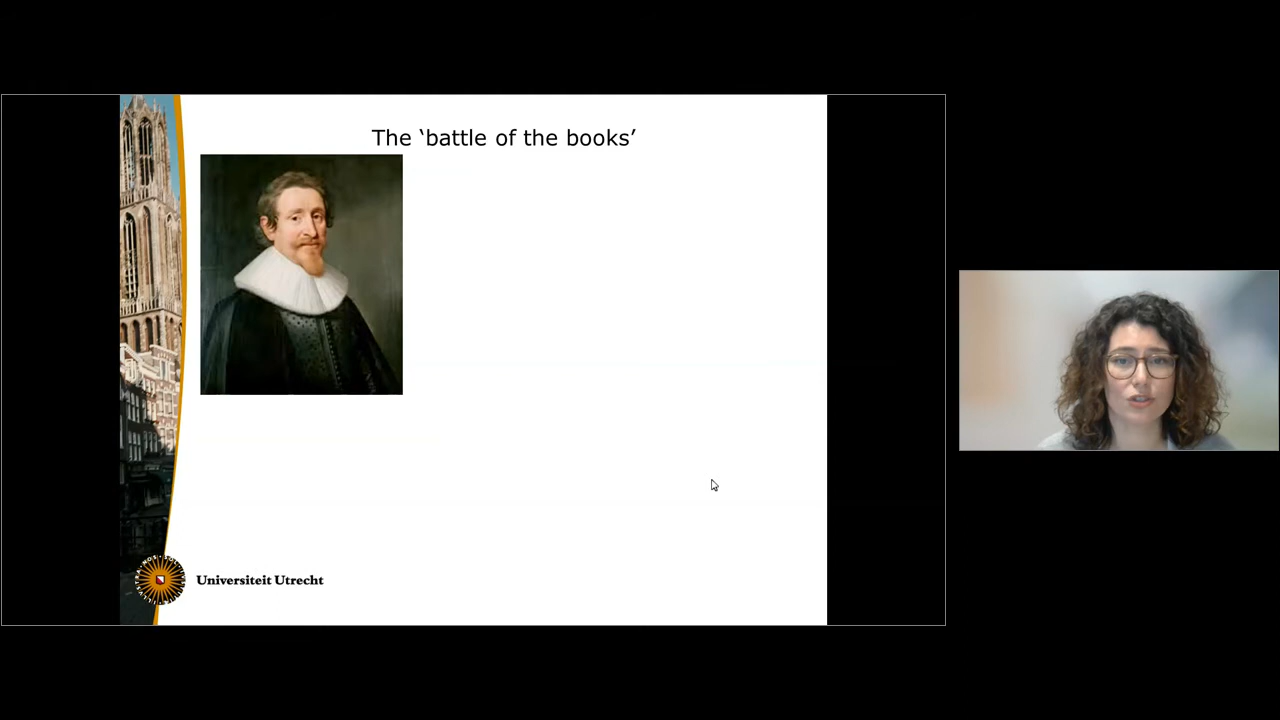 The ‘battle of the books’
Universiteit Utrecht